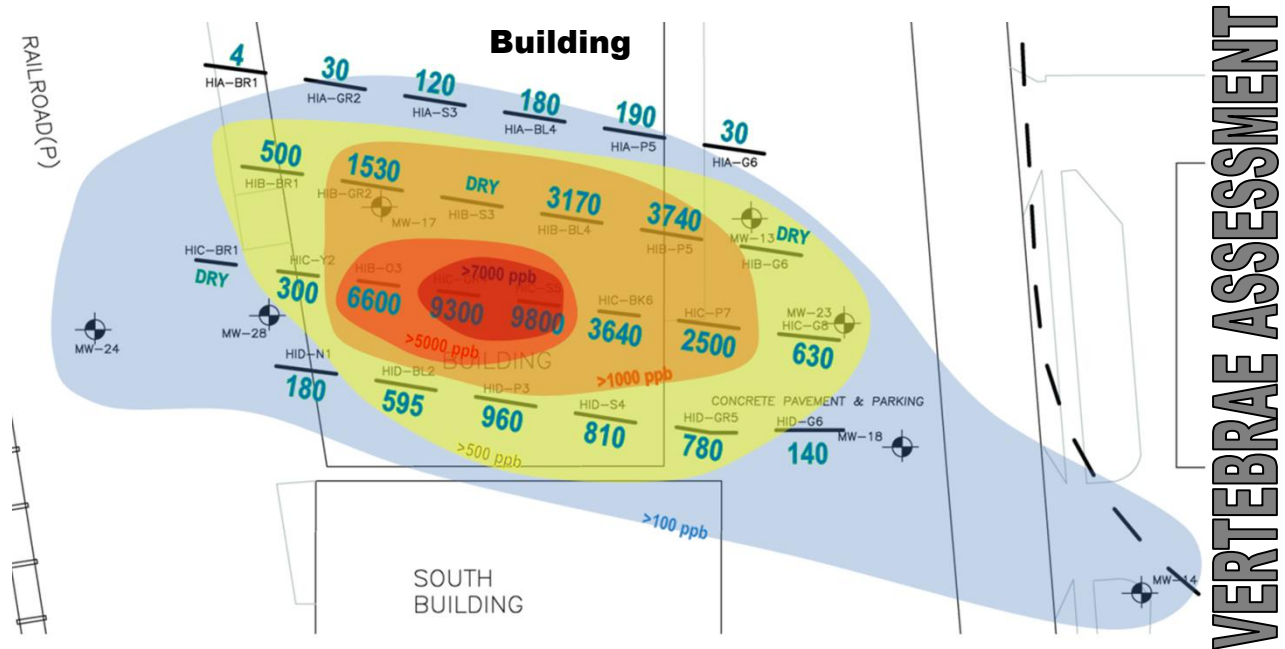 Building
RAILROAD(P)
4
HIA-BR1
30
HIA-GR2
120
HIA-S3
180
HIA-BL4
190
HIA-P5
30
HIA-G6
500
HIB-BR1
1530
HIB-GR2
MW-17
DRY
HIB-S3
3170
HIB-BL4
3740
HIB-P5
MW-13
DRY
HIB-G6
HIC-BR1
DRY
HIC-Y2
300
HIB-O3
6600
>7000 ppb
9300
9800
HIC-BK6
3640
HIC-P7
2500
MW-23
HIC-G8
630
MW-24
MW-28
>5000 ppb
BUILDING
>1000 ppb
HID-N1
180
HID-BL2
595
HID-P3
960
HID-S4
810
CONCRETE PAVEMENT & PARKING
HID-GR5
780
HID-G6
140
MW-18
>500 ppb
>100 ppb
SOUTH
BUILDING
MW-14
VERTEBRAE ASSESSMENT